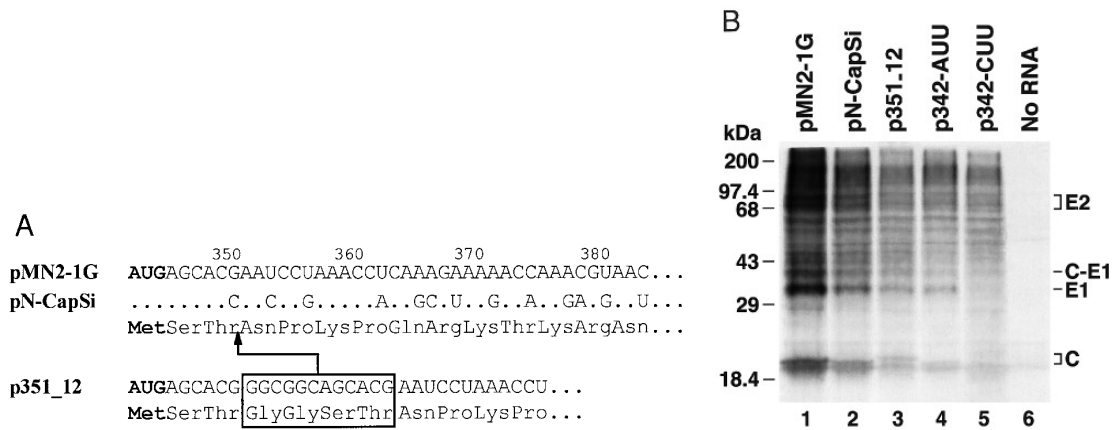 A
350 360 370 380
pMN2-1G AUGAGCACGAAUCCUAAACCUCAAAGAAAAACCAAACGUAAC...
pN-CapSi .........C..C..G.....A..GC.U..G..A..GA.G..U...
MetSerThrAsnProLysProGlnArgLysThrLysArgAsn...
p351_12 AUGAGCACGGGCGGCAGCACGAAUCCUAAACCU...
MetSerThrGlyGlySerThrAsnProLysPro...
B
pMN2-1G
pN-CapSi
p351.12
p342-AUU
p342-CUU
No RNA
kDa
200
97.4
68
43
29
18.4
E2
C-E1
E1
C
1 2 3 4 5 6